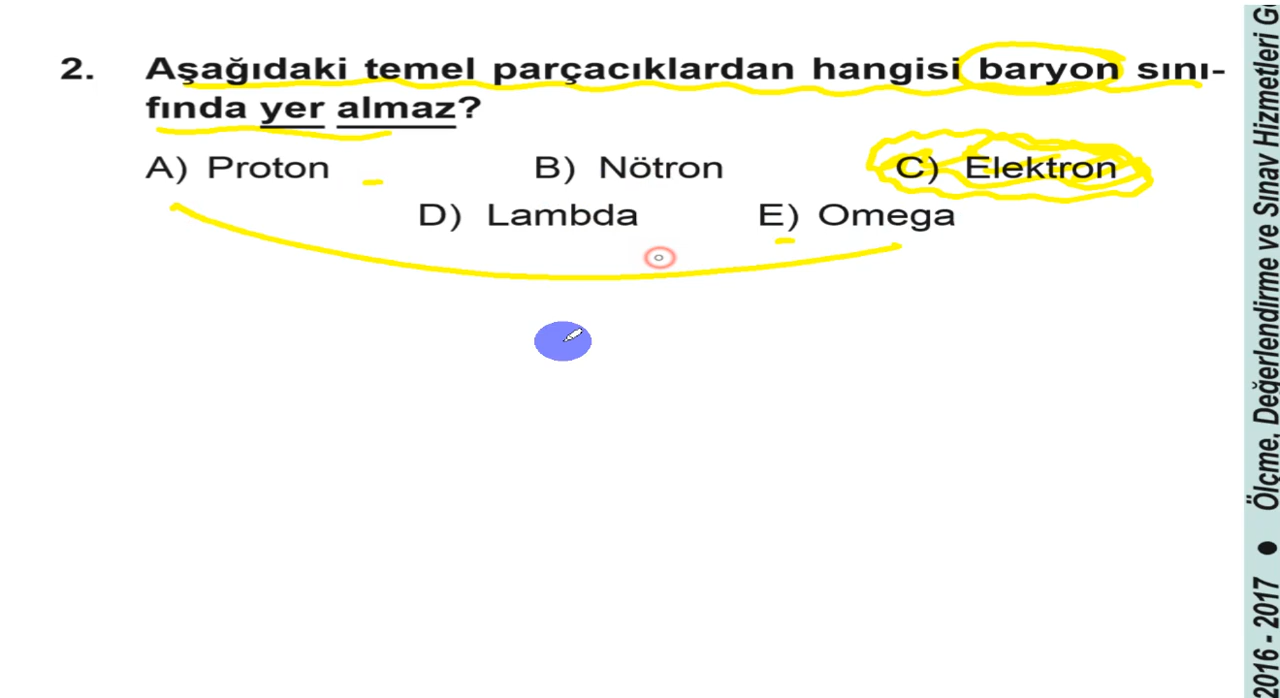 2. Aşağıdaki temel parçacıklardan hangisi baryon sını-
fında yer almaz?
A) Proton B) Nötron C) Elektron
D) Lambda E) Omega
2016 - 2017 ● Ölçme, Değerlendirme ve Sınav Hizmetleri